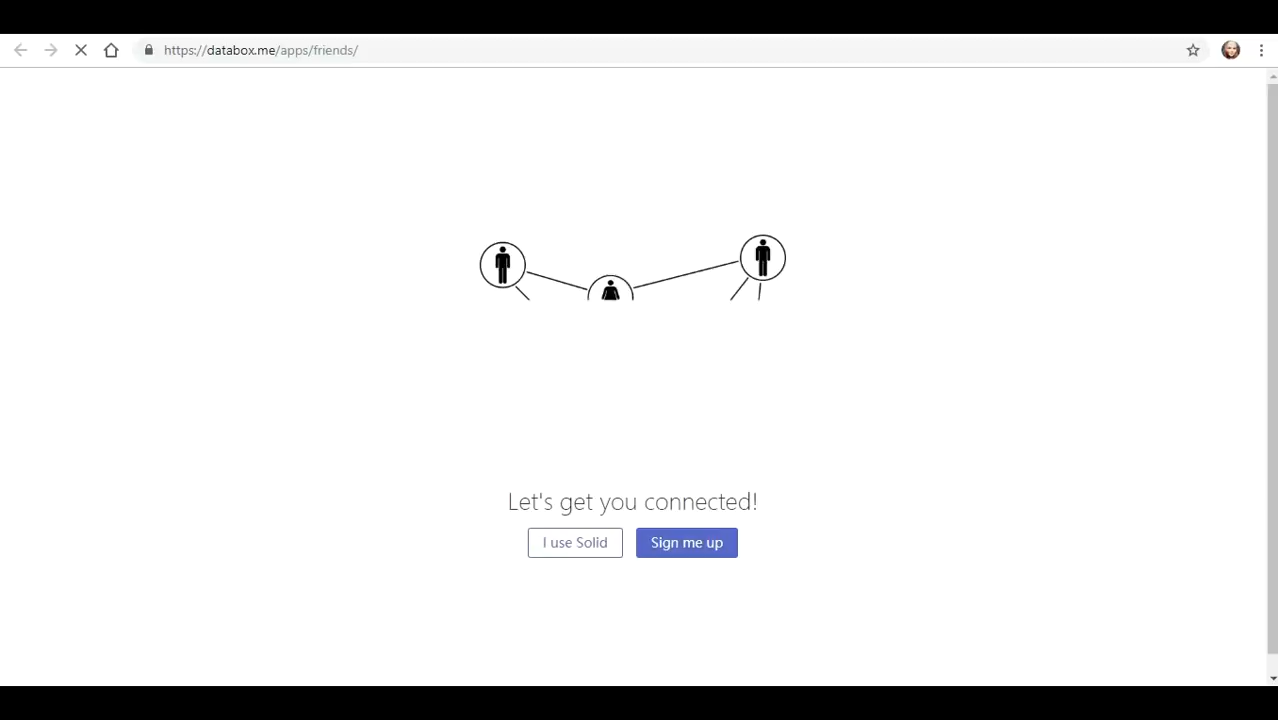 https://databox.me/apps/friends/
Let's get you connected!
I use Solid
Sign me up